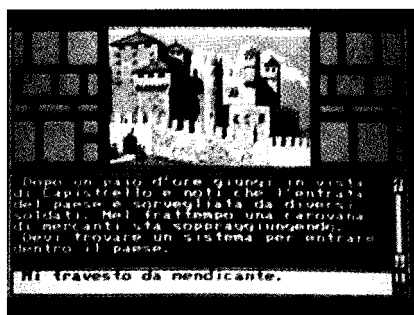 Dopo un paio d'ore giungi in vista
di Capistrello e noti che l'entrata
del paese è sorvegliata da diversi
soldati. Nel frattempo una carovana
di mercanti sta sopraggiungendo.
Devi trovare un sistema per entrare
dentro il paese.
Mi travesto da mendicante.